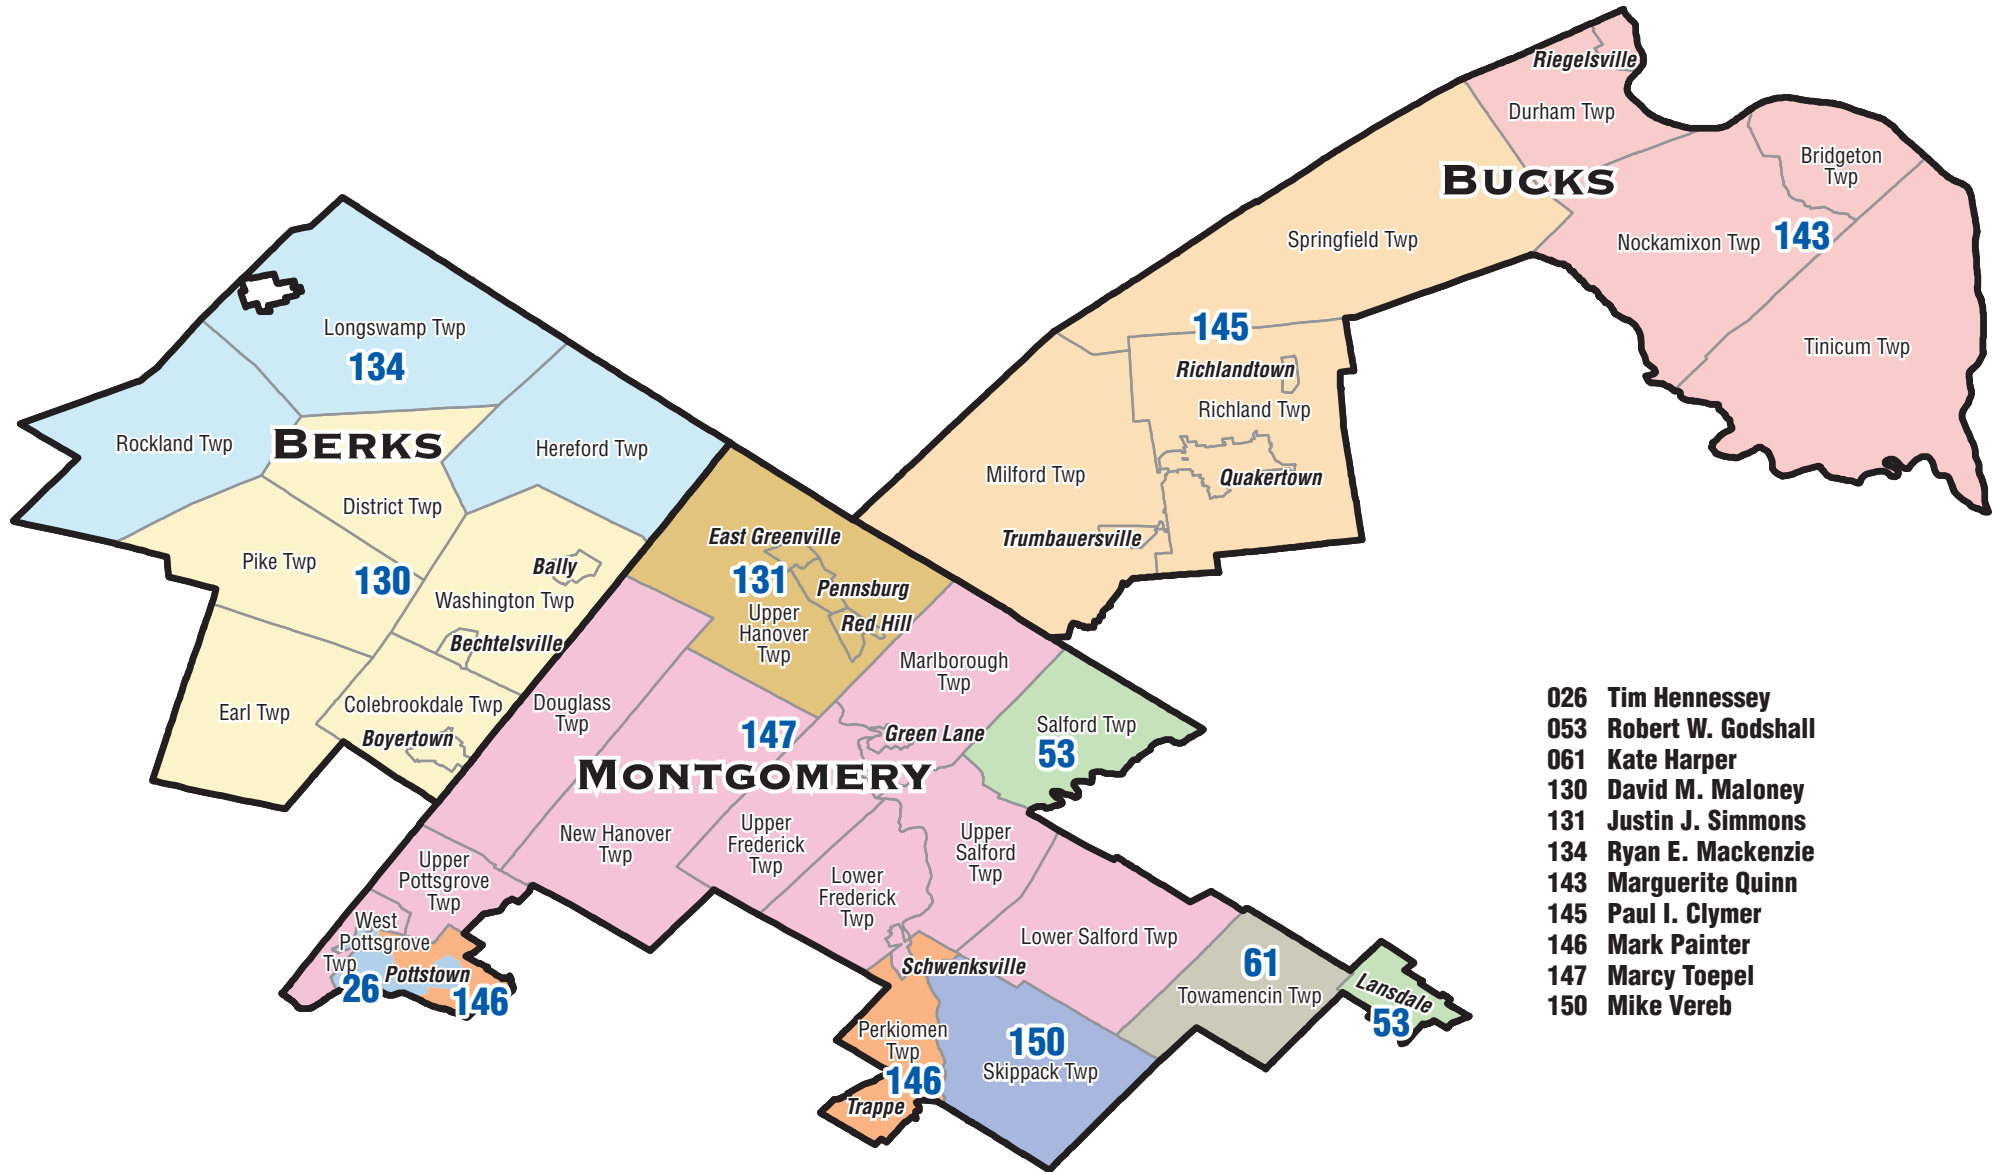 Riegelsville
Durham Twp
Bridgeton
Twp
BUCKS
Springfield Twp
Nockamixon Twp
143
Tinicum Twp
145
Richlandtown
Richland Twp
Milford Twp
Quakertown
Trumbauersville
Longswamp Twp
134
Rockland Twp
BERKS
Hereford Twp
District Twp
Pike Twp
130
Bally
Washington Twp
Bechtelsville
Earl Twp
Colebrookdale Twp
Boyertown
East Greenville
131
Pennsburg
Upper
Hanover
Twp
Red Hill
Marlborough
Twp
Douglass
Twp
147
Green Lane
Salford Twp
53
MONTGOMERY
New Hanover
Twp
Upper
Frederick
Twp
Upper
Salford
Twp
Upper
Pottsgrove
Twp
Lower
Frederick
Twp
West
Pottsgrove
Twp
26
Pottstown
146
Lower Salford Twp
Schwenksville
61
Towamencin Twp
Lansdale
53
Perkiomen
Twp
146
Trappe
150
Skippack Twp
026 Tim Hennessey
053 Robert W. Godshall
061 Kate Harper
130 David M. Maloney
131 Justin J. Simmons
134 Ryan E. Mackenzie
143 Marguerite Quinn
145 Paul I. Clymer
146 Mark Painter
147 Marcy Toepel
150 Mike Vereb